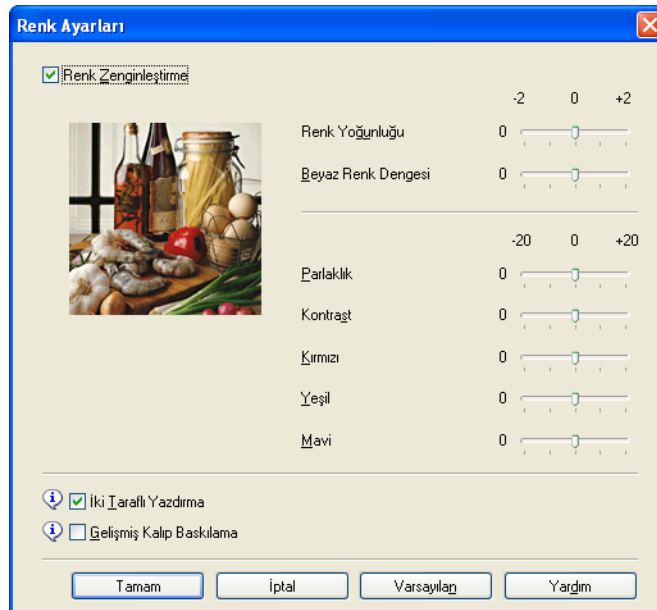 Renk Ayarları
Renk Zenginleştirme
-2 0 +2
Renk Yoğunluğu 0
Beyaz Renk Dengesi 0
-20 0 +20
Parlaklık 0
Kontrast 0
Kırmızı 0
Yeşil 0
Mavi 0
İki Taraflı Yazdırma
Gelişmiş Kalıp Baskılama
Tamam İptal Varsayılan Yardım